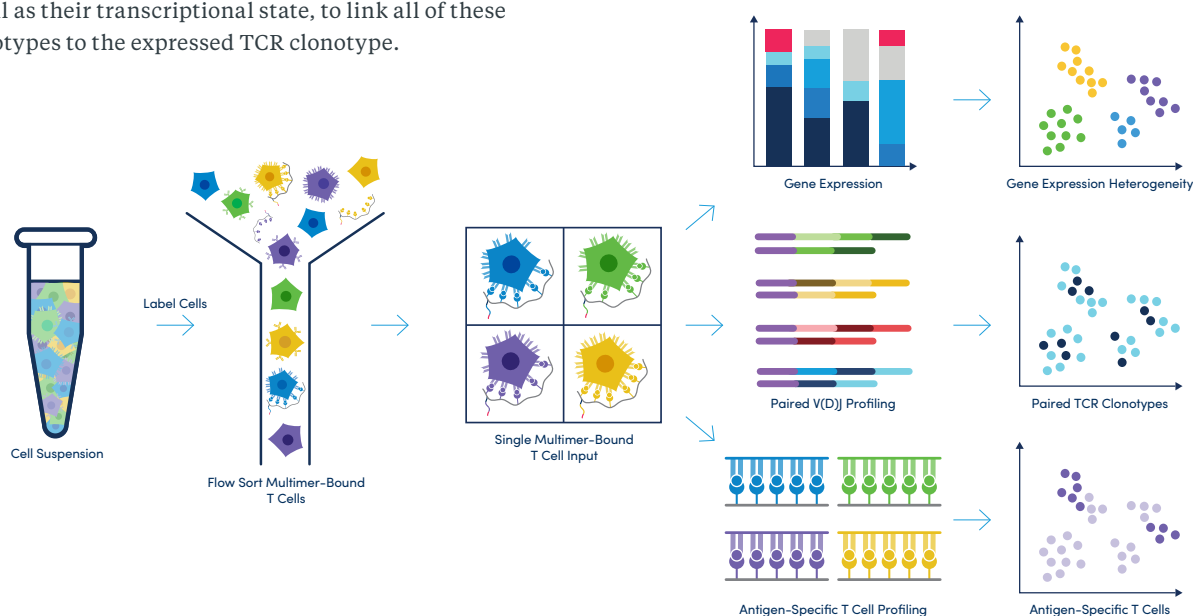 as their transcriptional state, to link all of these
to the expressed TCR clonotype.
Label Cells
Cell Suspension
Flow Sort Multimer-Bound
T Cells
Single Multimer-Bound
T Cell Input
Gene Expression
Gene Expression Heterogeneity
Paired V(D)J Profiling
Paired TCR Clonotypes
Antigen-Specific T Cell Profiling
Antigen-Specific T Cells